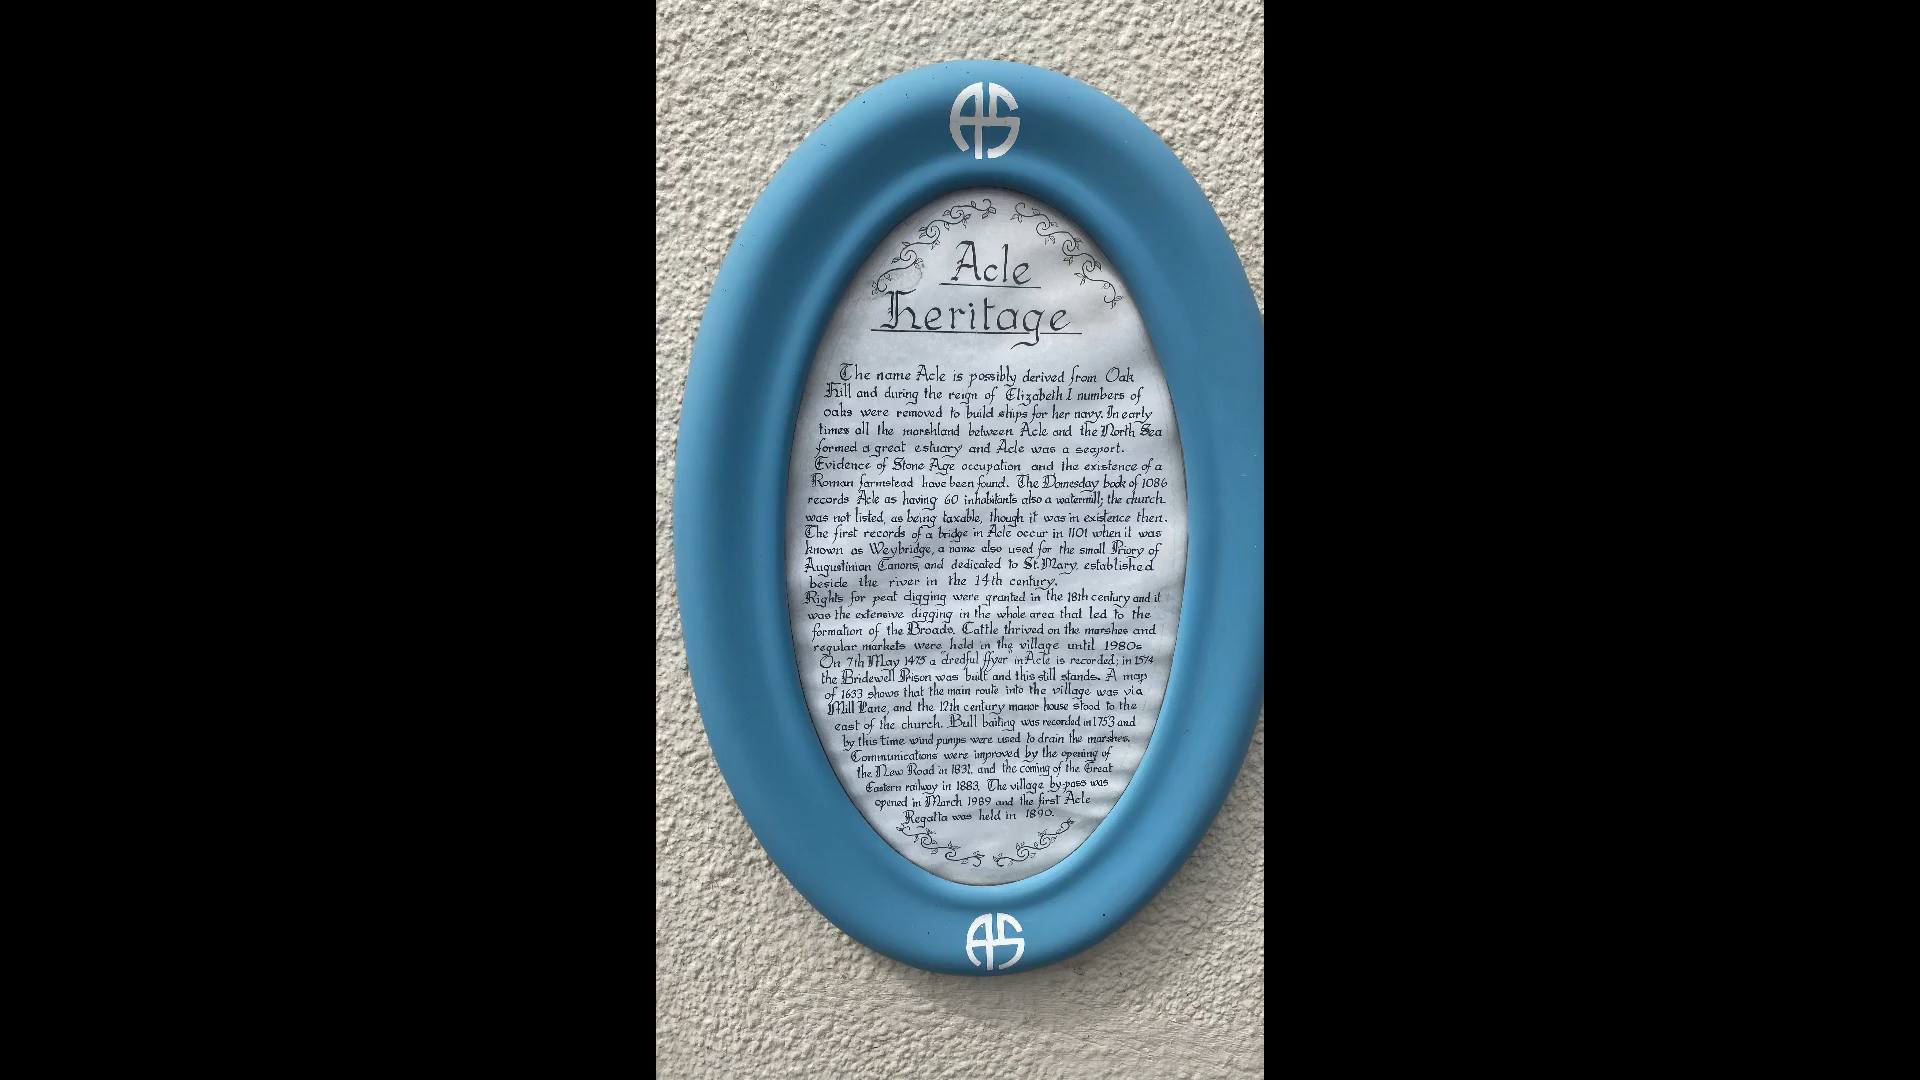 AS
Acle
Heritage
The name Acle is possibly derived from Oak
Hill and during the reign of Elizabeth I numbers of
oaks were removed to build ships for her navy. In early
times all the marshland between Acle and the North Sea
formed a great estuary and Acle was a seaport.
Evidence of Stone Age occupation and the existence of a
Roman farmstead have been found. The Domesday book of 1086
records Acle as having 60 inhabitants also a watermill; the church
was not listed, as being taxable, though it was in existence then.
The first records of a bridge in Acle occur in 1101 when it was
known as Weybridge, a name also used for the small Priory of
Augustinian Canons, and dedicated to St. Mary, established
beside the river in the 14th century.
Rights for peat digging were granted in the 18th century and it
was the extensive digging in the whole area that led to the
formation of the Broads. Cattle thrived on the marshes and
regular markets were held in the village until 1980s
On 7th May 1475 a "dredful ffyer" in Acle is recorded; in 1574
the Bridewell Prison was built and this still stands. A map
of 1633 shows that the main route into the village was via
Mill Lane, and the 12th century manor house stood to the
east of the church. Bull baiting was recorded in 1753 and
by this time wind pumps were used to drain the marshes.
Communications were improved by the opening of
the New Road in 1831, and the coming of the Great
Eastern railway in 1883. The village by-pass was
opened in March 1989 and the first Acle
Regatta was held in 1890.
AS